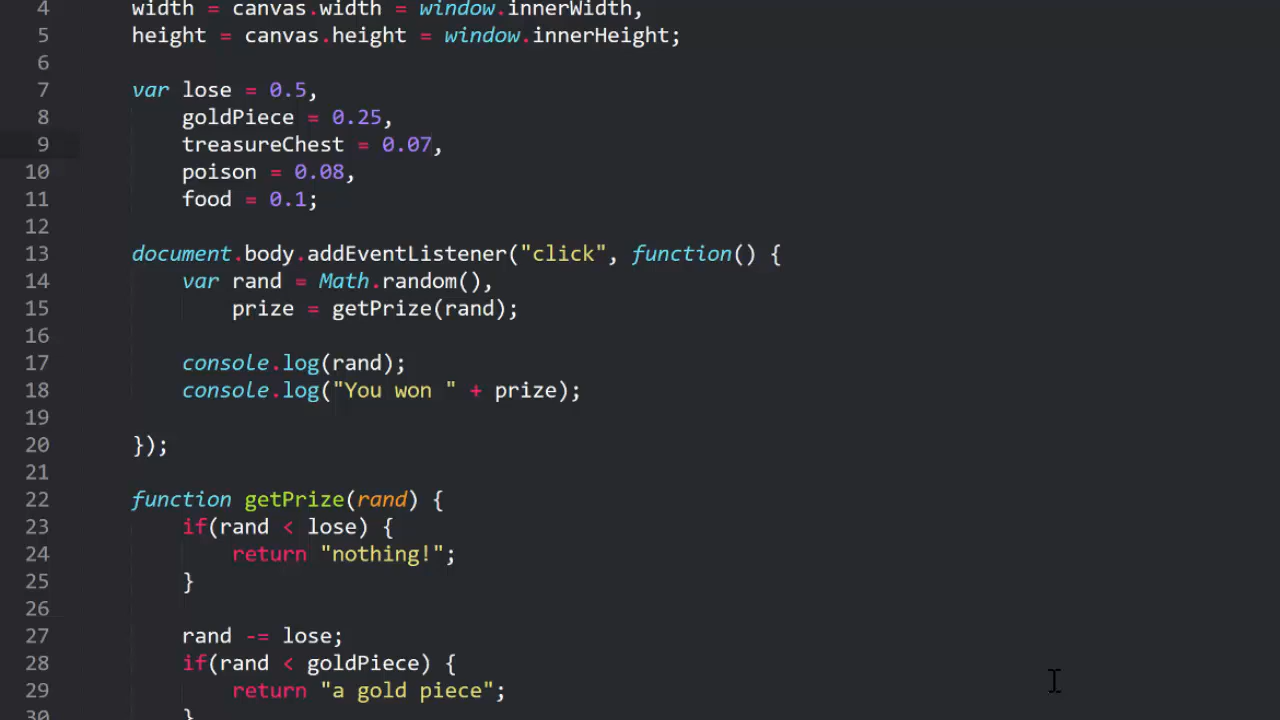 4 width = canvas.width = window.innerWidth,
5 height = canvas.height = window.innerHeight;
6
7 var lose = 0.5,
8 goldPiece = 0.25,
9 treasureChest = 0.07,
10 poison = 0.08,
11 food = 0.1;
12
13 document.body.addEventListener("click", function() {
14 var rand = Math.random(),
15 prize = getPrize(rand);
16
17 console.log(rand);
18 console.log("You won " + prize);
19
20 });
21
22 function getPrize(rand) {
23 if(rand < lose) {
24 return "nothing!";
25 }
26
27 rand -= lose;
28 if(rand < goldPiece) {
29 return "a gold piece";
30 }